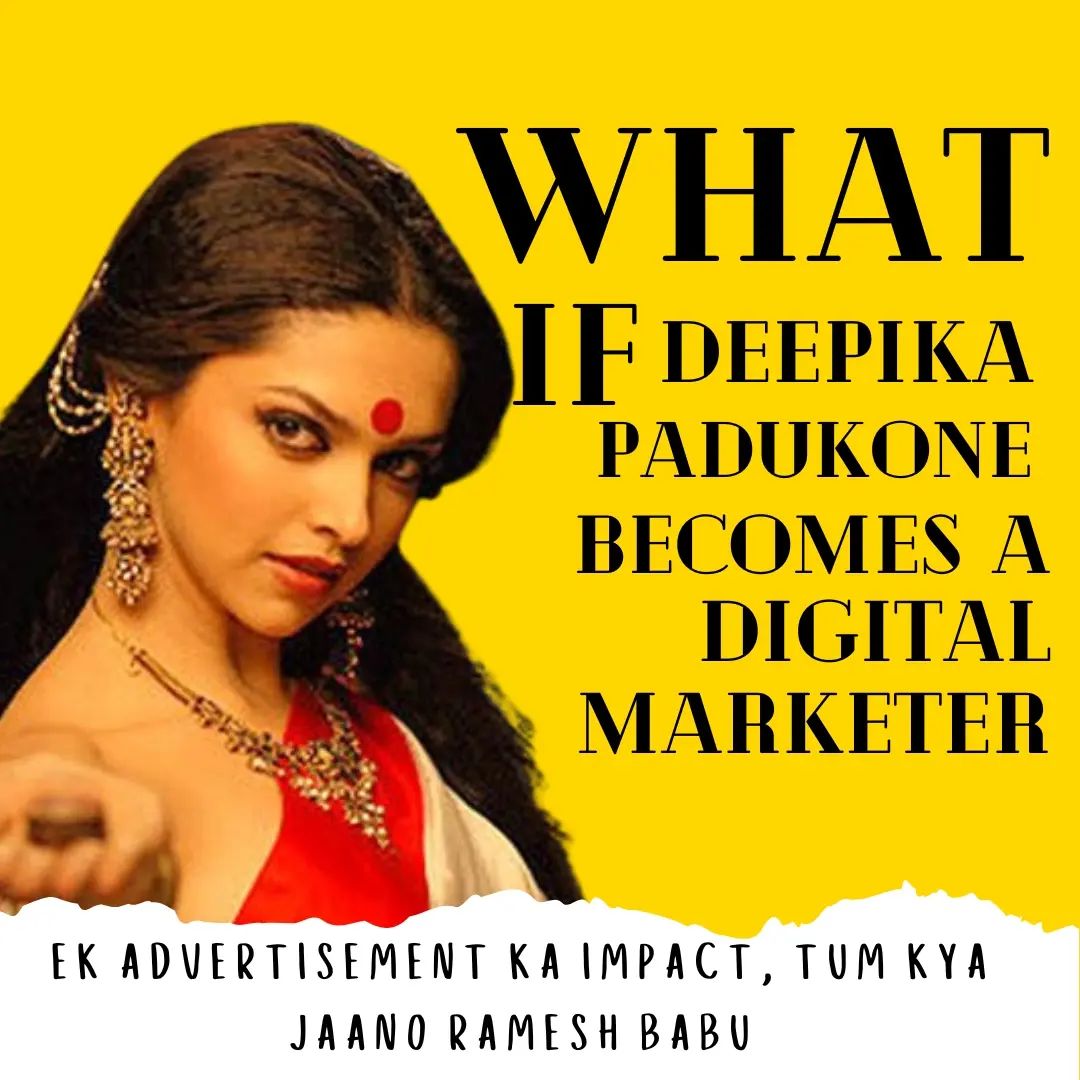 WHAT
IF DEEPIKA
PADUKONE
BECOMES A
DIGITAL
MARKETER
EK ADVERTISEMENT KA IMPACT, TUM KYA
JAANO RAMESH BABU